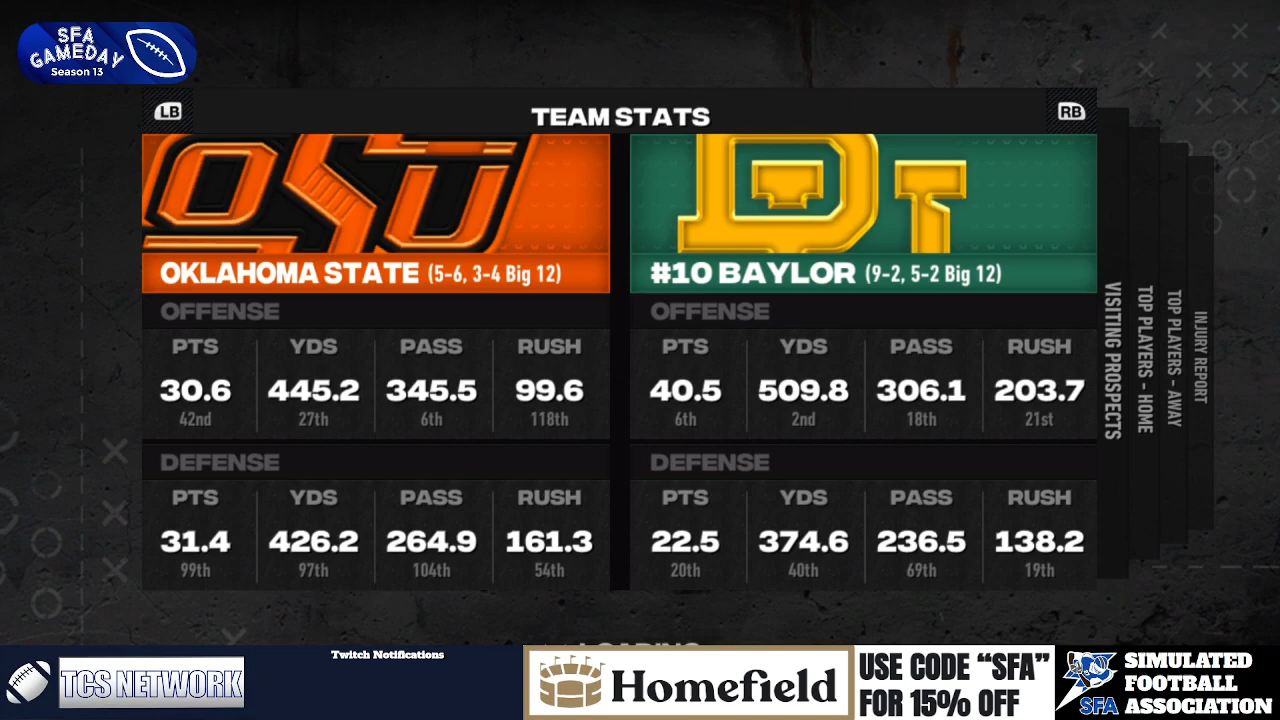 SFA
GAMEDAY
Season 13
LB
TEAM STATS
RB
OSU
OKLAHOMA STATE (5-6, 3-4 Big 12)
#10 BAYLOR (9-2, 5-2 Big 12)
OFFENSE
PTS YDS PASS RUSH
30.6 445.2 345.5 99.6
42nd 27th 6th 118th
DEFENSE
PTS YDS PASS RUSH
31.4 426.2 264.9 161.3
99th 97th 104th 54th
OFFENSE
PTS YDS PASS RUSH
40.5 509.8 306.1 203.7
6th 2nd 18th 21st
DEFENSE
PTS YDS PASS RUSH
22.5 374.6 236.5 138.2
20th 40th 69th 19th
VISITING PROSPECTS
TOP PLAYERS - HOME
TOP PLAYERS - AWAY
INJURY REPORT
TCS NETWORK
Twitch Notifications
Homefield
USE CODE “SFA”
FOR 15% OFF
SFA
SIMULATED
FOOTBALL
ASSOCIATION